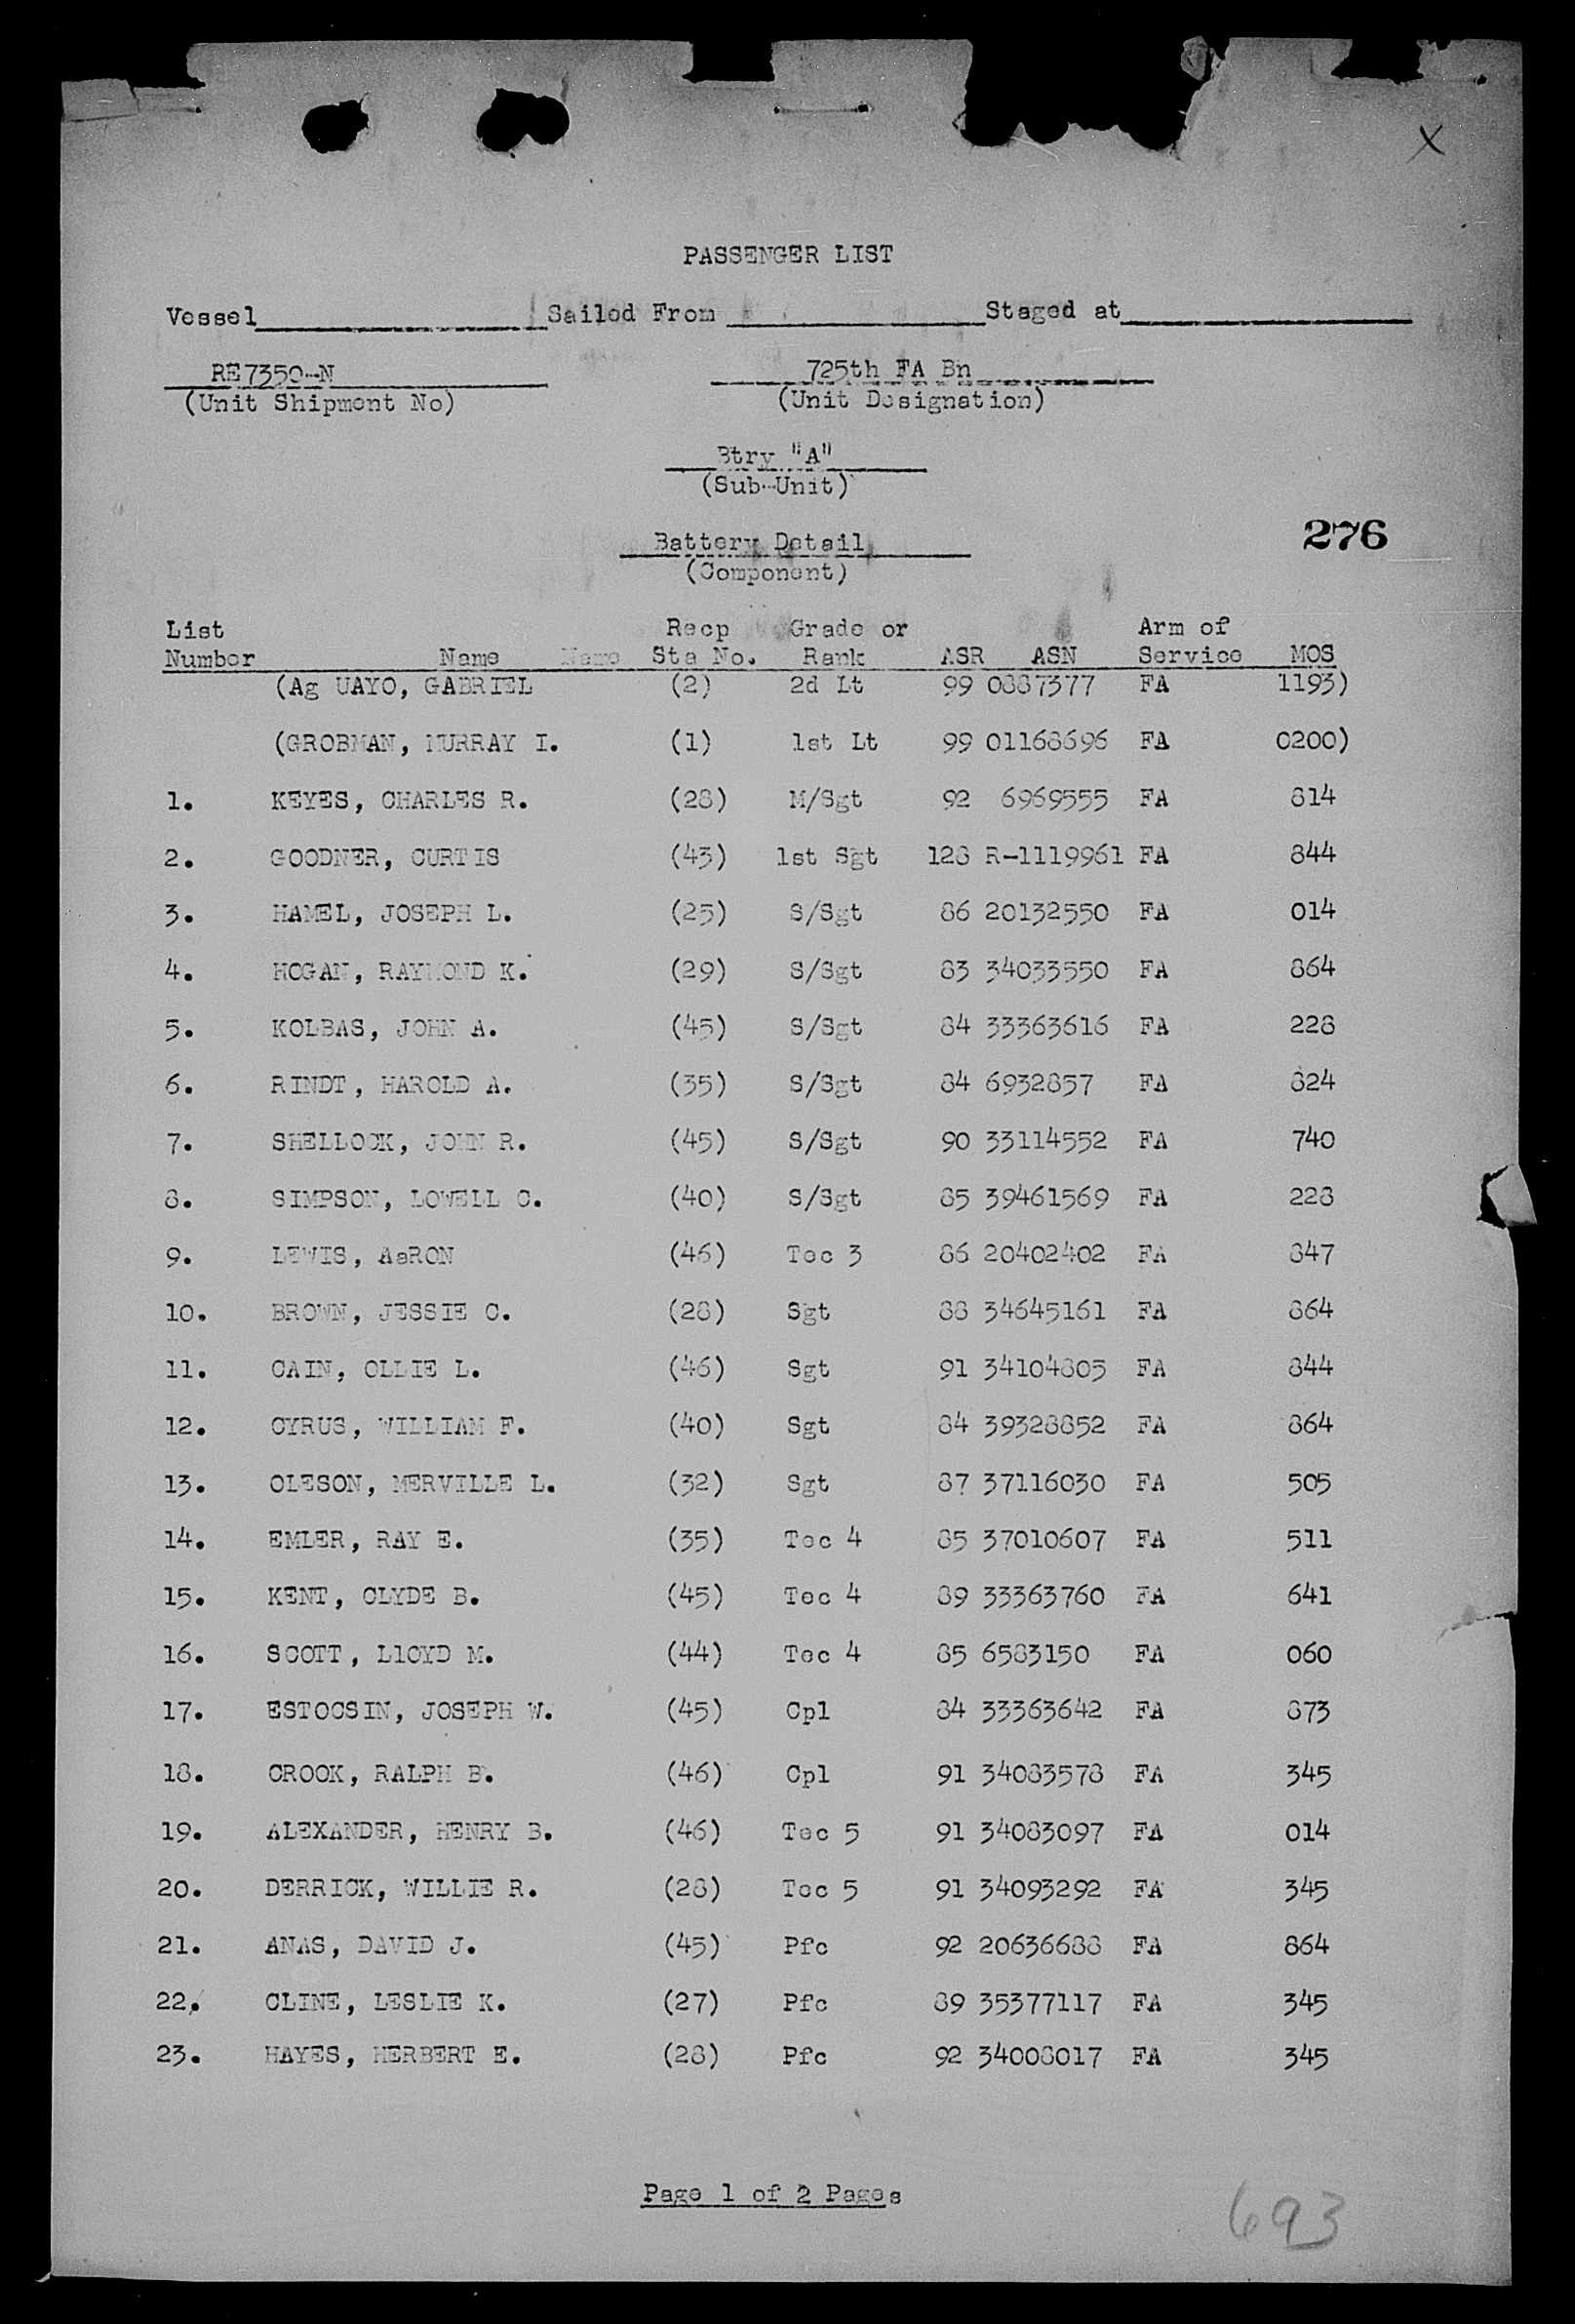 X
PASSENGER LIST
Vessel Sailed From Staged at
RE7350-N 725th FA Bn
(Unit Shipment No) (Unit Designation)
Btry "A"
(Sub-Unit)
276
Battery Detail
(Component)
List Recp Grade or Arm of
Number Name Name Sta No. Rank ASR ASN Service MOS
(Ag UAYO, GABRIEL (2) 2d Lt 99 0887377 FA 1193)
(GROBMAN, MURRAY I. (1) 1st Lt 99 01168696 FA 0200)
1. KEYES, CHARLES R. (28) M/Sgt 92 6969555 FA 814
2. GOODNER, CURTIS (43) 1st Sgt 128 R-1119961 FA 844
3. HAMEL, JOSEPH L. (25) S/Sgt 86 20132550 FA 014
4. HOGAN, RAYMOND K. (29) S/Sgt 83 34033550 FA 864
5. KOLBAS, JOHN A. (45) S/Sgt 84 33363616 FA 228
6. RINDT, HAROLD A. (35) S/Sgt 84 6932857 FA 824
7. SHELLOCK, JOHN R. (45) S/Sgt 90 33114552 FA 740
8. SIMPSON, LOWELL C. (40) S/Sgt 85 39461569 FA 228
9. LEWIS, AaRON (46) Tec 3 86 20402402 FA 847
10. BROWN, JESSIE C. (28) Sgt 88 34645161 FA 864
11. CAIN, OLLIE L. (46) Sgt 91 34104805 FA 844
12. CYRUS, WILLIAM F. (40) Sgt 84 39328852 FA 864
13. OLESON, MERVILLE L. (32) Sgt 87 37116030 FA 505
14. EMLER, RAY E. (35) Tec 4 85 37010607 FA 511
15. KENT, CLYDE B. (45) Tec 4 89 33363760 FA 641
16. SCOTT, LlOYD M. (44) Tec 4 85 6583150 FA 060
17. ESTOCSIN, JOSEPH W. (45) Cpl 84 33363642 FA 873
18. CROOK, RALPH B. (46) Cpl 91 34083578 FA 345
19. ALEXANDER, HENRY B. (46) Tec 5 91 34083097 FA 014
20. DERRICK, WILLIE R. (28) Tec 5 91 34093292 FA 345
21. ANAS, DAVID J. (45) Pfc 92 20636688 FA 864
22. CLINE, LESLIE K. (27) Pfc 89 35377117 FA 345
23. HAYES, HERBERT E. (28) Pfc 92 34008017 FA 345
Page 1 of 2 Pages
693